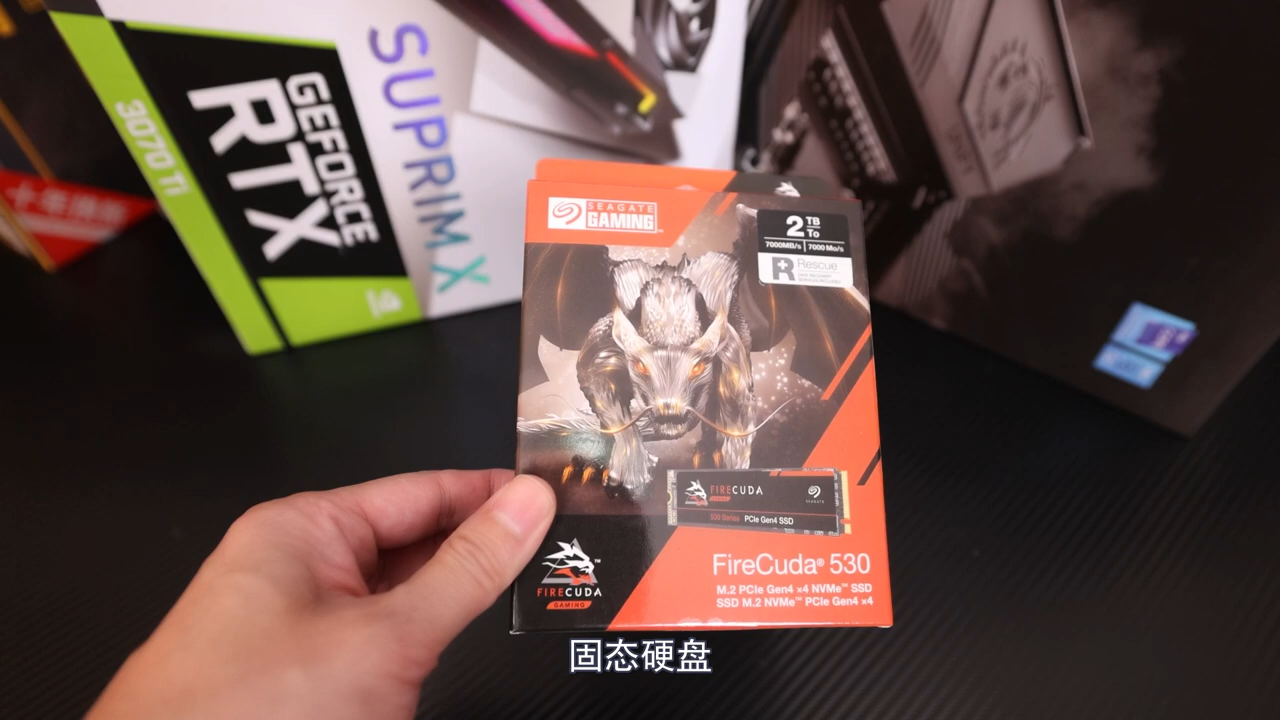 GEFORCE
RTX
3070 Ti
SUPRIM X
SEAGATE
GAMING
2 TB
To
7000MB/s | 7000 Mo/s
Rescue
FIRECUDA
SEAGATE
530 Series PCIe Gen4 SSD
FireCuda® 530
M.2 PCIe Gen4 ×4 NVMe™ SSD
SSD M.2 NVMe™ PCIe Gen4 ×4
FIRECUDA
GAMING
固态硬盘